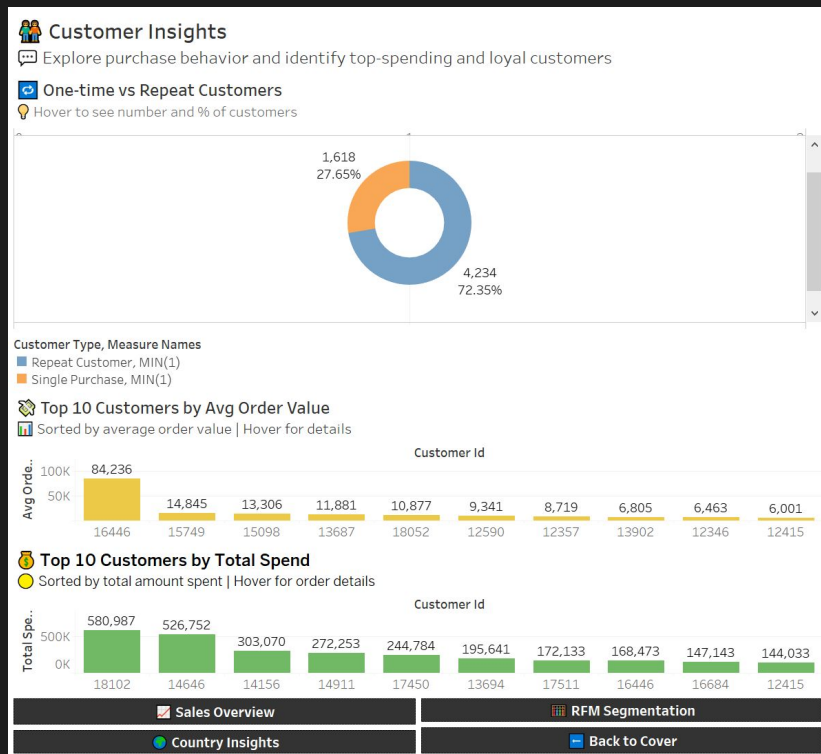 Customer Insights
Explore purchase behavior and identify top-spending and loyal customers
One-time vs Repeat Customers
Hover to see number and % of customers
1,618
27.65%
4,234
72.35%
Customer Type, Measure Names
Repeat Customer, MIN(1)
Single Purchase, MIN(1)
Top 10 Customers by Avg Order Value
Sorted by average order value | Hover for details
Customer Id
Avg Orde..
100K
50K
84,236 14,845 13,306 11,881 10,877 9,341 8,719 6,805 6,463 6,001
16446 15749 15098 13687 18052 12590 12357 13902 12346 12415
Top 10 Customers by Total Spend
Sorted by total amount spent | Hover for order details
Customer Id
Total Spe..
500K
0K
580,987 526,752 303,070 272,253 244,784 195,641 172,133 168,473 147,143 144,033
18102 14646 14156 14911 17450 13694 17511 16446 16684 12415
Sales Overview
RFM Segmentation
Country Insights
Back to Cover